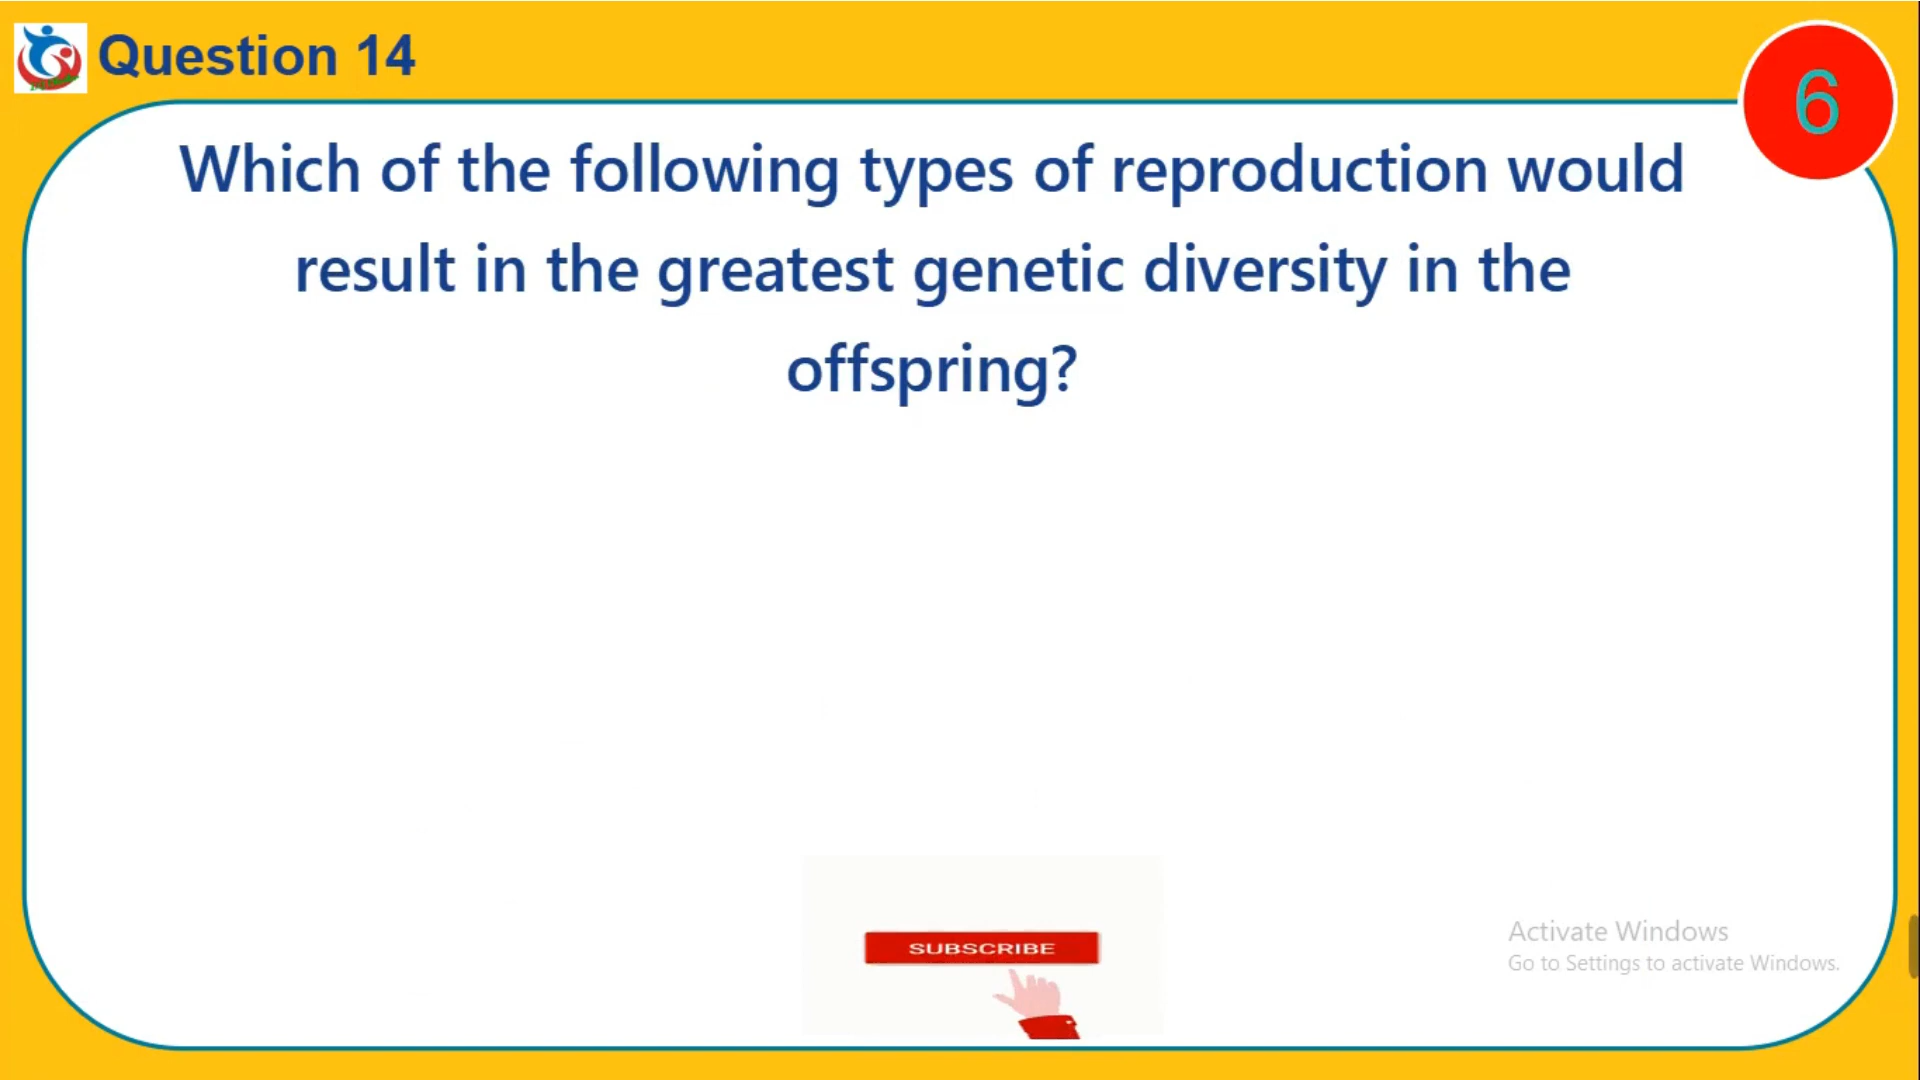 Question 14
6
Which of the following types of reproduction would
result in the greatest genetic diversity in the
offspring?
SUBSCRIBE
Activate Windows
Go to Settings to activate Windows.